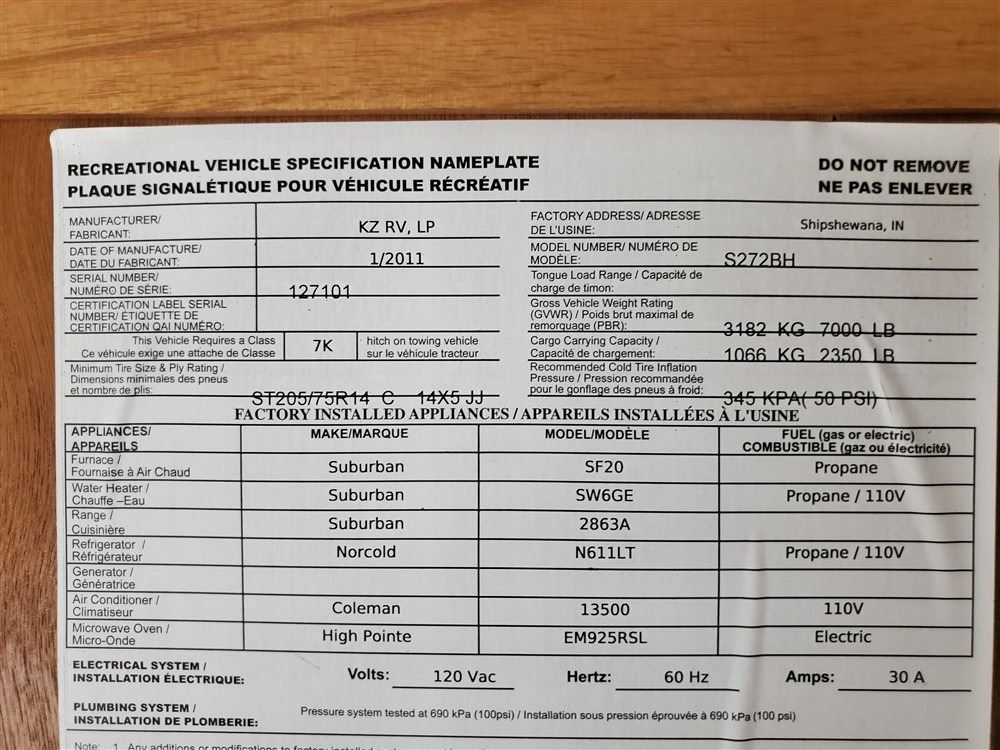 RECREATIONAL VEHICLE SPECIFICATION NAMEPLATE DO NOT REMOVE
PLAQUE SIGNALÉTIQUE POUR VÉHICULE RÉCRÉATIF NE PAS ENLEVER
MANUFACTURER/
FABRICANT: KZ RV, LP
FACTORY ADDRESS/ ADRESSE
DE L'USINE: Shipshewana, IN
DATE OF MANUFACTURE/
DATE DU FABRICANT: 1/2011
MODEL NUMBER/ NUMÉRO DE
MODÈLE: S272BH
SERIAL NUMBER/
NUMÉRO DE SÉRIE: 127101
Tongue Load Range / Capacité de
charge de timon:
CERTIFICATION LABEL SERIAL
NUMBER/ ÉTIQUETTE DE
CERTIFICATION QAI NUMÉRO:
Gross Vehicle Weight Rating
(GVWR) / Poids brut maximal de
remorquage (PBR): 3182 KG 7000 LB
This Vehicle Requires a Class
Ce véhicule exige une attache de Classe
7K
hitch on towing vehicle
sur le véhicule tracteur
Cargo Carrying Capacity /
Capacité de chargement: 1066 KG 2350 LB
Minimum Tire Size & Ply Rating /
Dimensions minimales des pneus
et nombre de plis: ST205/75R14 C 14X5 JJ
Recommended Cold Tire Inflation
Pressure / Pression recommandée
pour le gonflage des pneus à froid: 345 KPA( 50 PSI)
FACTORY INSTALLED APPLIANCES / APPAREILS INSTALLÉES À L'USINE
APPLIANCES/
APPAREILS
MAKE/MARQUE MODEL/MODÈLE
FUEL (gas or electric)
COMBUSTIBLE (gaz ou électricité)
Furnace /
Fournaise à Air Chaud
Suburban SF20 Propane
Water Heater /
Chauffe –Eau
Suburban SW6GE Propane / 110V
Range /
Cuisinière
Suburban 2863A
Refrigerator /
Réfrigérateur
Norcold N611LT Propane / 110V
Generator /
Génératrice
Air Conditioner /
Climatiseur
Coleman 13500 110V
Microwave Oven /
Micro-Onde
High Pointe EM925RSL Electric
ELECTRICAL SYSTEM /
INSTALLATION ÉLECTRIQUE:
Volts: 120 Vac Hertz: 60 Hz Amps: 30 A
PLUMBING SYSTEM /
INSTALLATION DE PLOMBERIE:
Pressure system tested at 690 kPa (100psi) / Installation sous pression éprouvée à 690 kPa (100 psi)
Note: 1. Any additions or modifications to factory installed